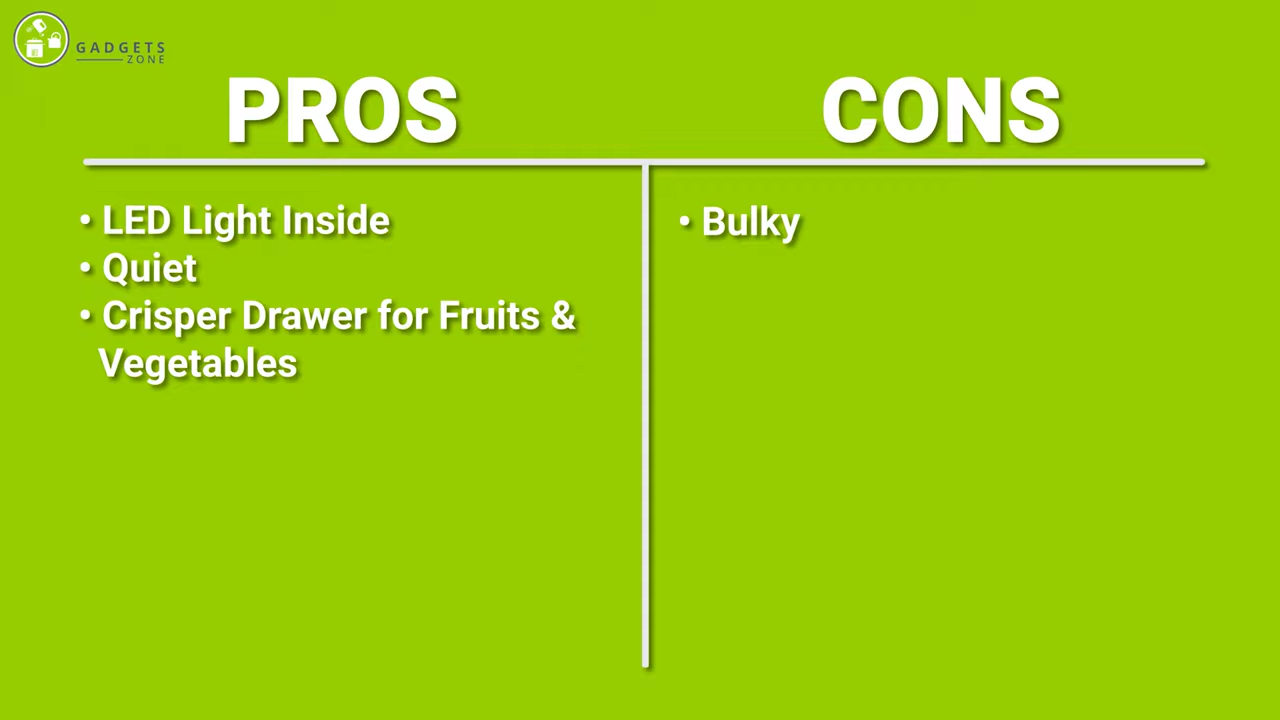 GADGETS
ZONE
PROS
CONS
• LED Light Inside
• Quiet
• Crisper Drawer for Fruits &
Vegetables
• Bulky